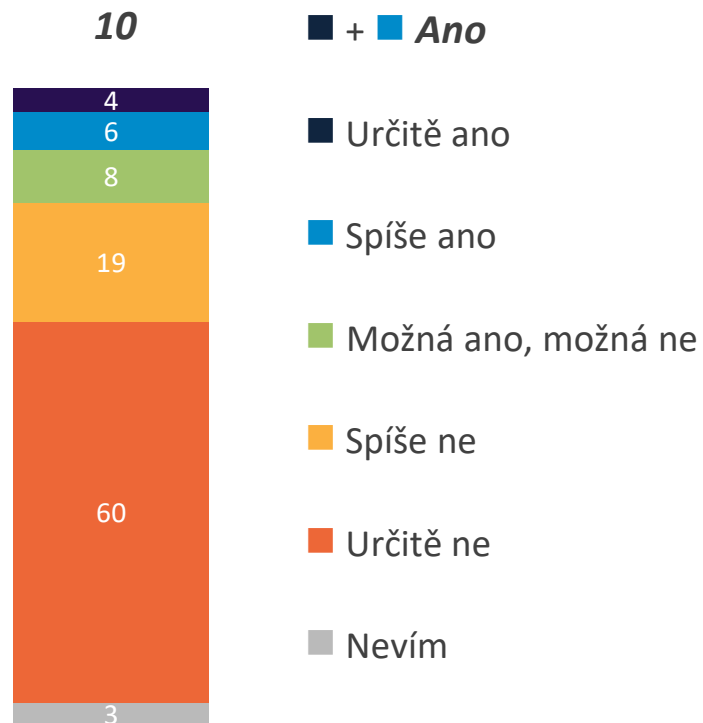 10
+ Ano
4
6
8
19
60
3
Určitě ano
Spíše ano
Možná ano, možná ne
Spíše ne
Určitě ne
Nevím